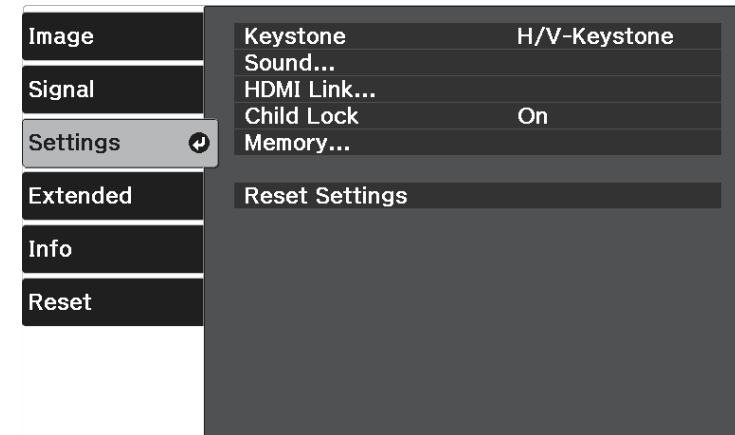 Image
Signal
Settings
Extended
Info
Reset
Keystone H/V-Keystone
Sound...
HDMI Link...
Child Lock On
Memory...
Reset Settings